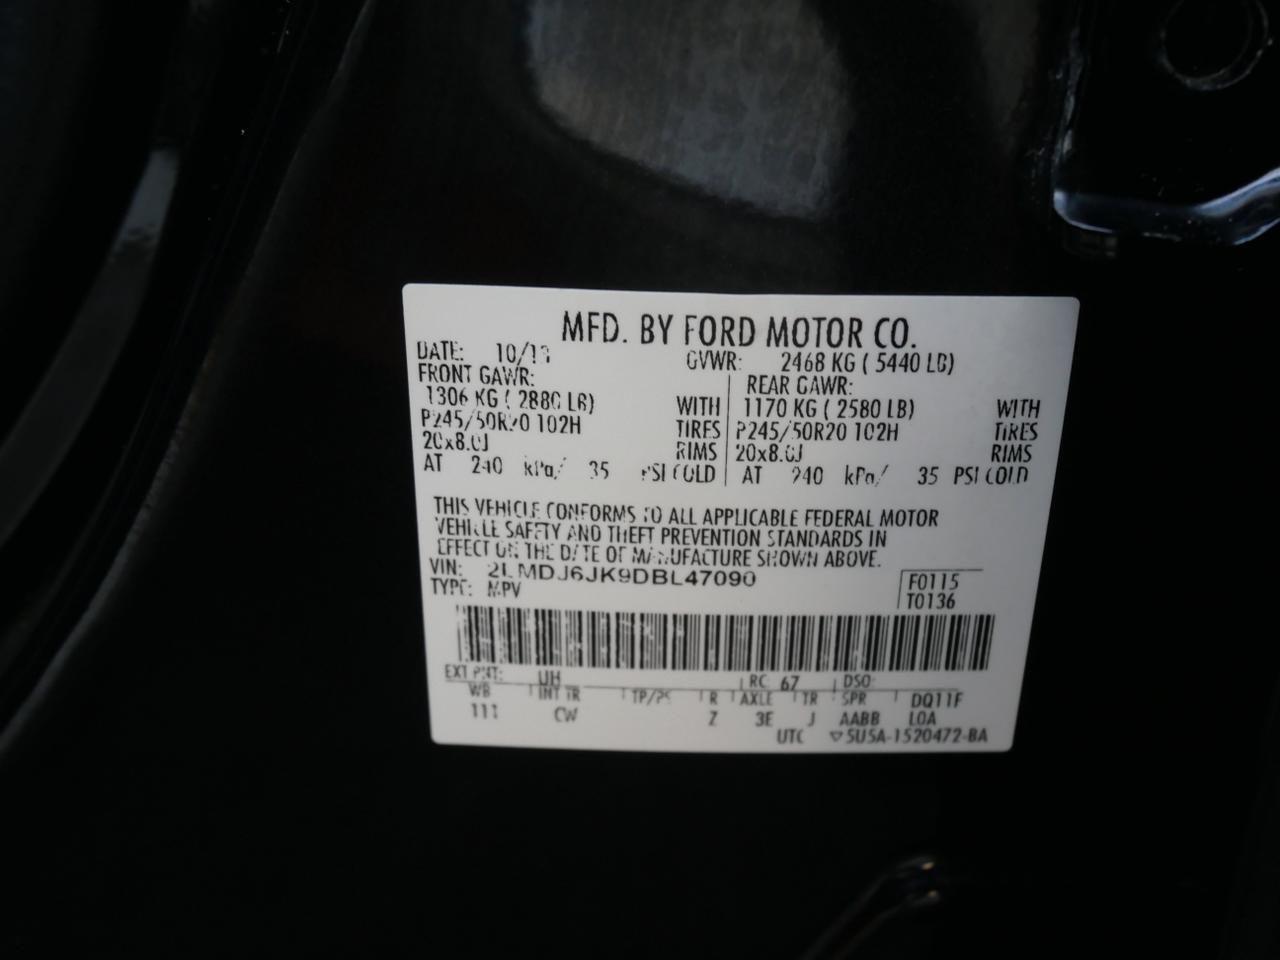 MFD. BY FORD MOTOR CO.
DATE: 10/13 GVWR: 2468 KG ( 5440 LB)
FRONT GAWR: REAR GAWR:
1306 KG ( 2880 LB) WITH 1170 KG ( 2580 LB) WITH
P245/50R20 102H TIRES P245/50R20 102H TIRES
20x8.0J RIMS 20x8.0J RIMS
AT 240 kPa/ 35 PSI COLD AT 240 kPa/ 35 PSI COLD
THIS VEHICLE CONFORMS TO ALL APPLICABLE FEDERAL MOTOR
VEHICLE SAFETY AND THEFT PREVENTION STANDARDS IN
EFFECT ON THE DATE OF MANUFACTURE SHOWN ABOVE.
VIN: 2LMDJ6JK9DBL47090 F0115
TYPE: MPV T0136
EXT PNT: UH RC 67 DSO:
WB INT TR TP/PS R AXLE TR SPR DQ11F
111 CW Z 3E J AABB LOA
UTC ▽5U5A-1520472-BA